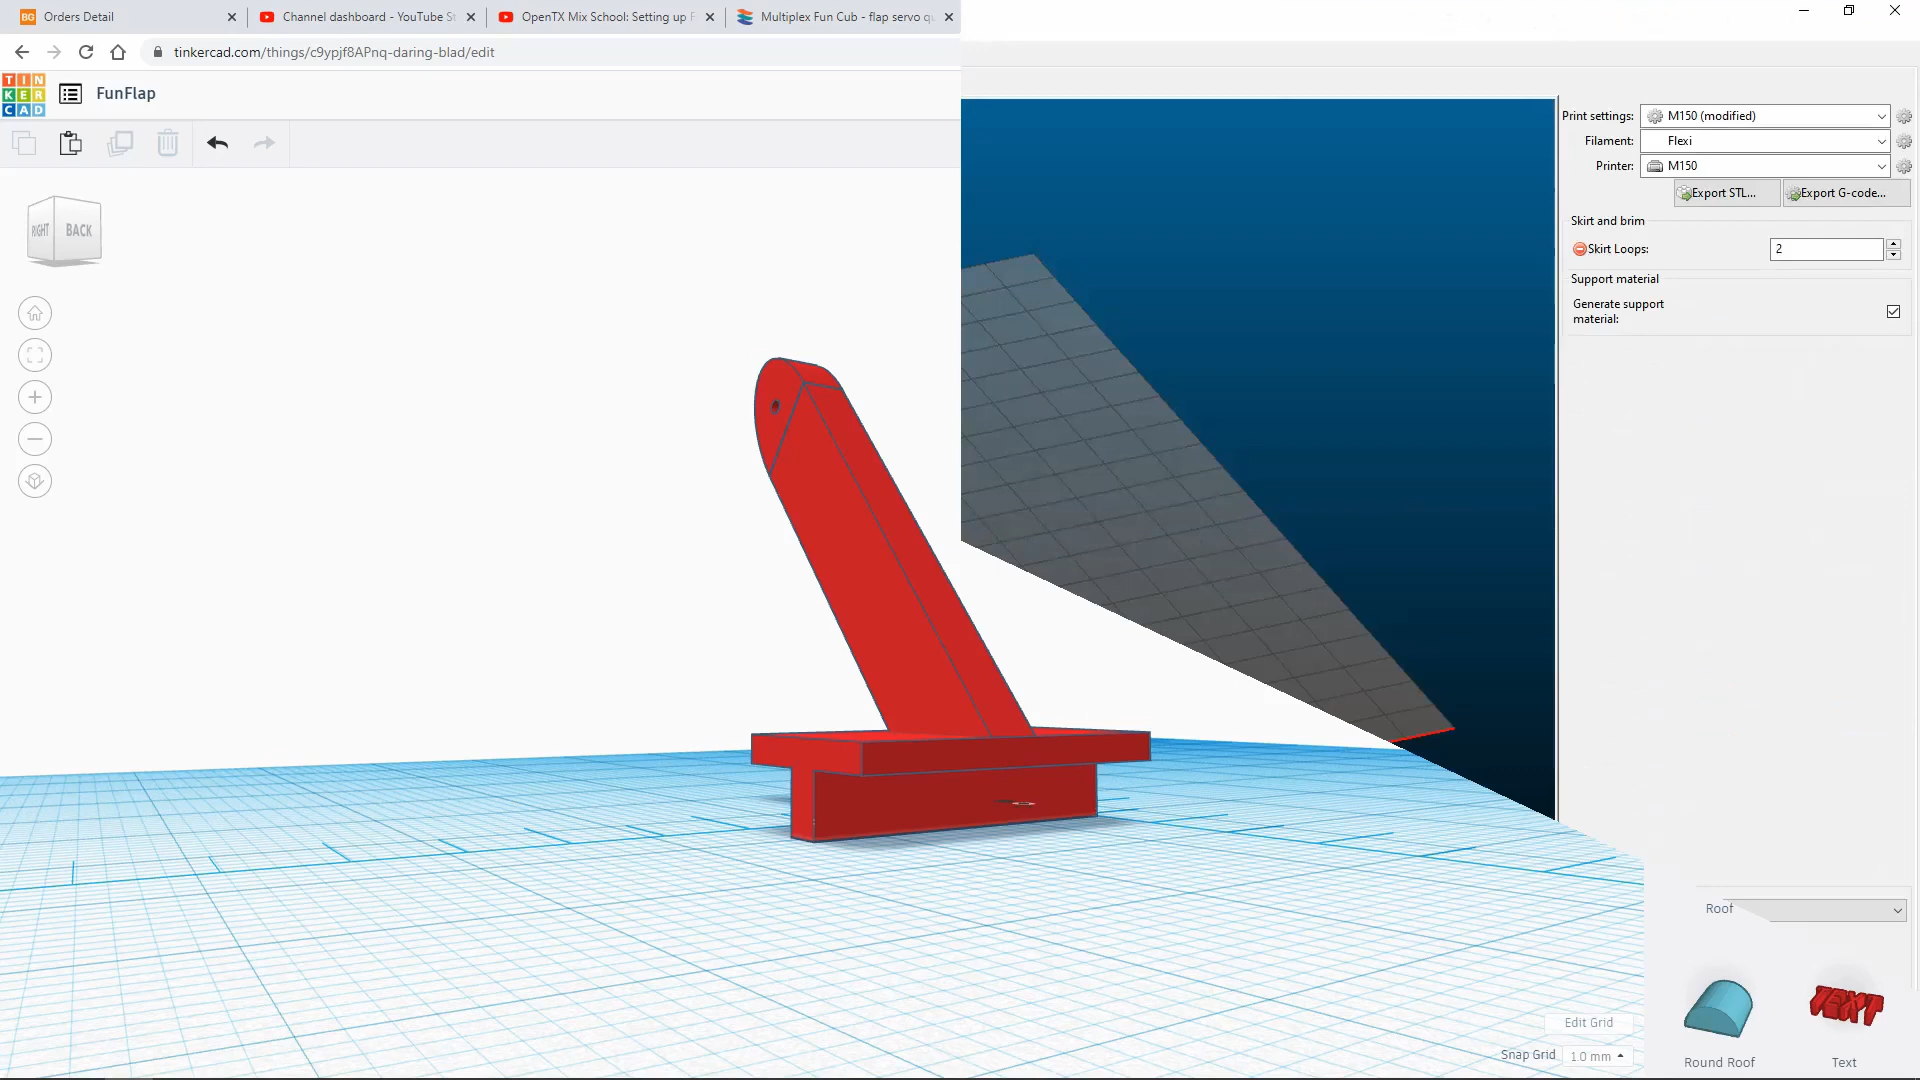 BG Orders Detail
Channel dashboard - YouTube St
OpenTX Mix School: Setting up F
Multiplex Fun Cub - flap servo qu
tinkercad.com/things/c9ypjf8APnq-daring-blad/edit
TIN
KER
CAD
FunFlap
Print settings: M150 (modified)
Filament: Flexi
Printer: M150
Export STL... Export G-code...
Skirt and brim
Skirt Loops: 2
Support material
Generate support
material:
RIGHT BACK
Roof
TEXT
Edit Grid
Snap Grid 1.0 mm
Round Roof Text